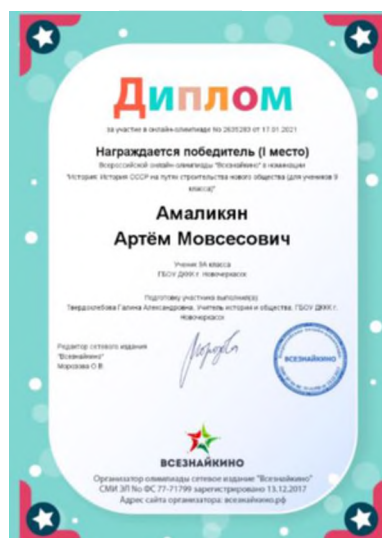 Диплом
за участие в онлайн-олимпиаде No 2635283 от 17.01.2021
Награждается победитель (I место)
Всероссийской онлайн-олимпиады "Всезнайкино" в номинации
"История: История СССР на путях строительства нового общества (для учеников 9
класса)"
Амаликян
Артём Мовсесович
Ученик 9А класса
ГБОУ ДККК г. Новочеркасск
Подготовку участника выполнил(а):
Твердохлебова Галина Александровна, Учитель истории и общества, ГБОУ ДККК г.
Новочеркасск
Редактор сетевого издания
"Всезнайкино"
Морозова О.В.
ВСЕЗНАЙКИНО
ВСЕЗНАЙКИНО
Организатор олимпиады сетевое издание "Всезнайкино"
СМИ ЭЛ No ФС 77-71799 зарегистрировано 13.12.2017
Адрес сайта организатора: всезнайкино.рф